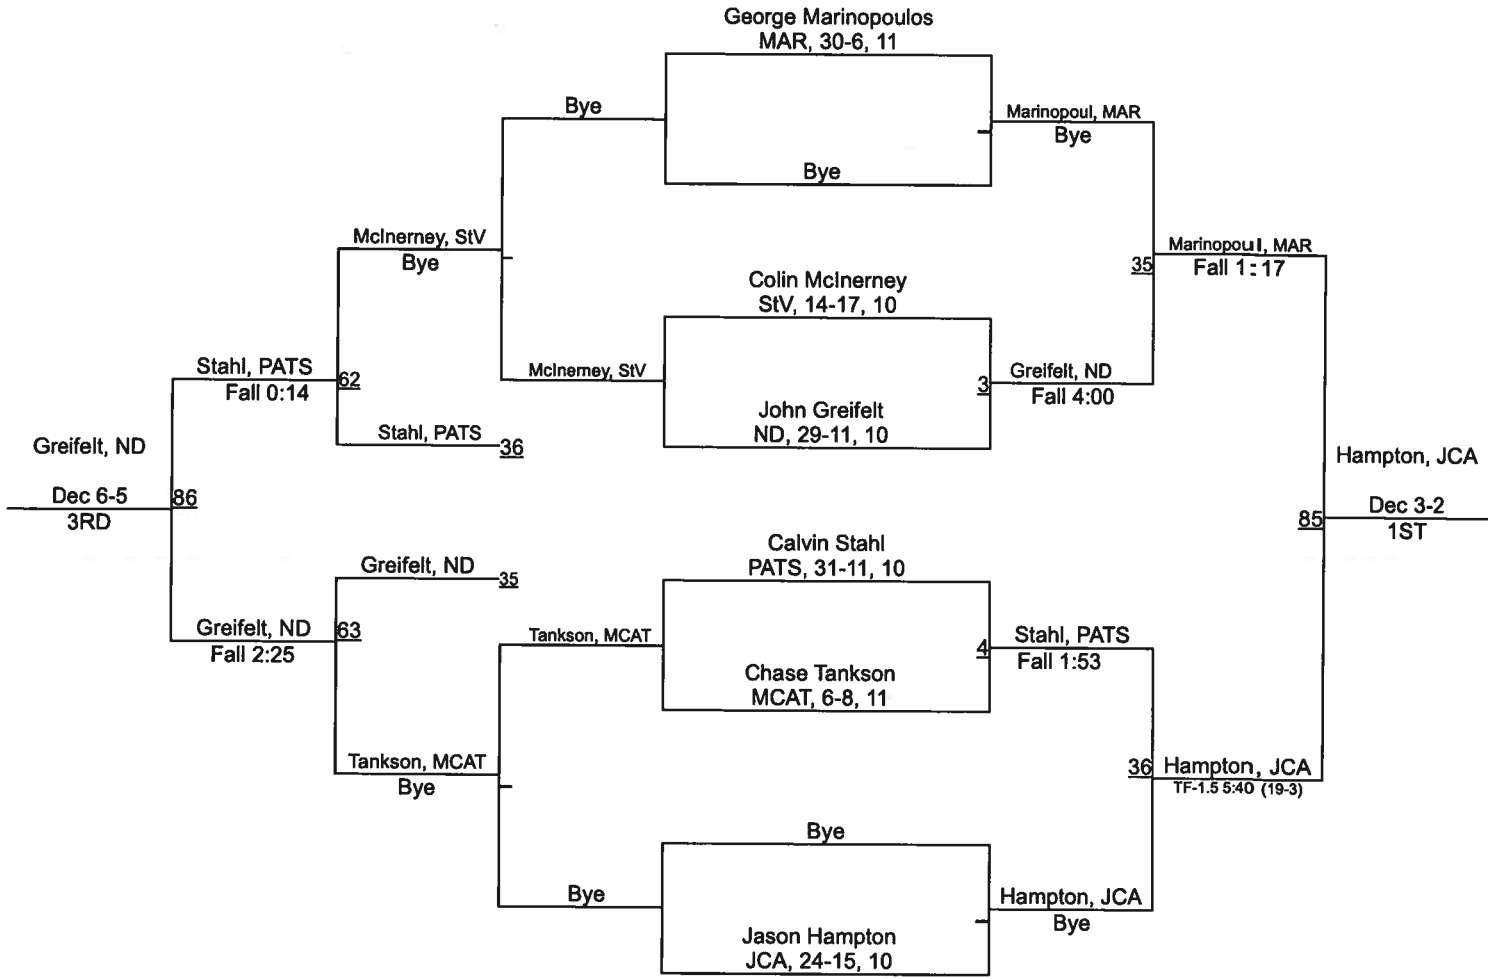 George Marinopoulos
MAR, 30-6, 11
Bye
Marinopoul, MAR
Bye
Bye
McInerney, StV
Bye
Marinopoul, MAR
Fall 1:17
35
Colin McInerney
StV, 14-17, 10
Stahl, PATS
Fall 0:14
62
McInerney, StV
3
Greifelt, ND
Fall 4:00
John Greifelt
ND, 29-11, 10
Stahl, PATS
36
Greifelt, ND
Dec 6-5
3RD
86
Hampton, JCA
Dec 3-2
1ST
85
Calvin Stahl
PATS, 31-11, 10
Greifelt, ND
35
Greifelt, ND
Fall 2:25
63
Tankson, MCAT
4
Stahl, PATS
Fall 1:53
Chase Tankson
MCAT, 6-8, 11
Tankson, MCAT
Bye
36
Hampton, JCA
TF-1.5 5:40 (19-3)
Bye
Bye
Hampton, JCA
Bye
Jason Hampton
JCA, 24-15, 10